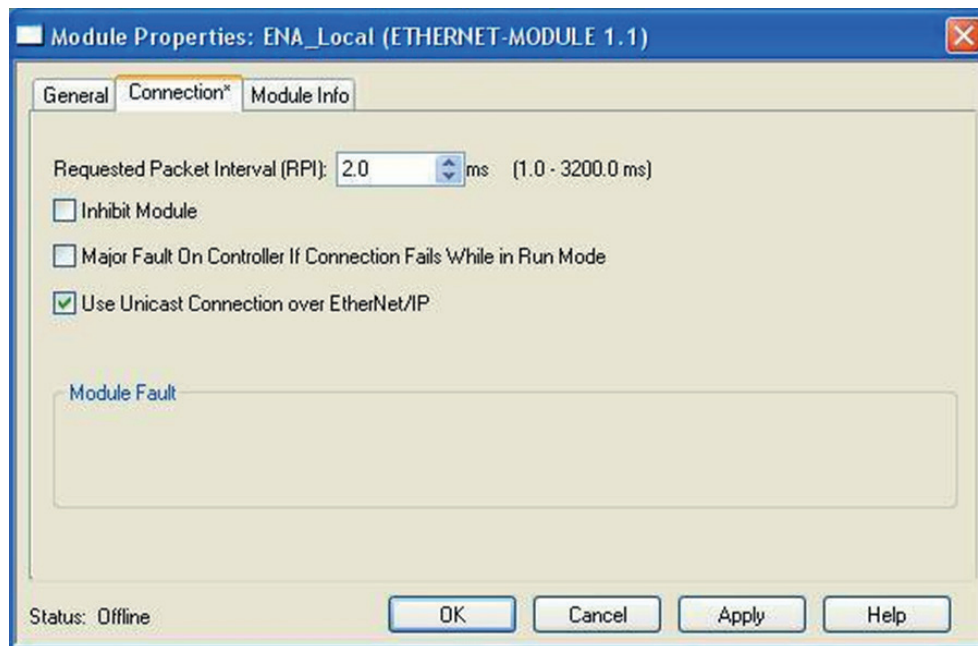 Module Properties: ENA_Local (ETHERNET-MODULE 1.1)
General Connection* Module Info
Requested Packet Interval (RPI): 2.0 ms (1.0 - 3200.0 ms)
Inhibit Module
Major Fault On Controller If Connection Fails While in Run Mode
Use Unicast Connection over EtherNet/IP
Module Fault
Status: Offline OK Cancel Apply Help